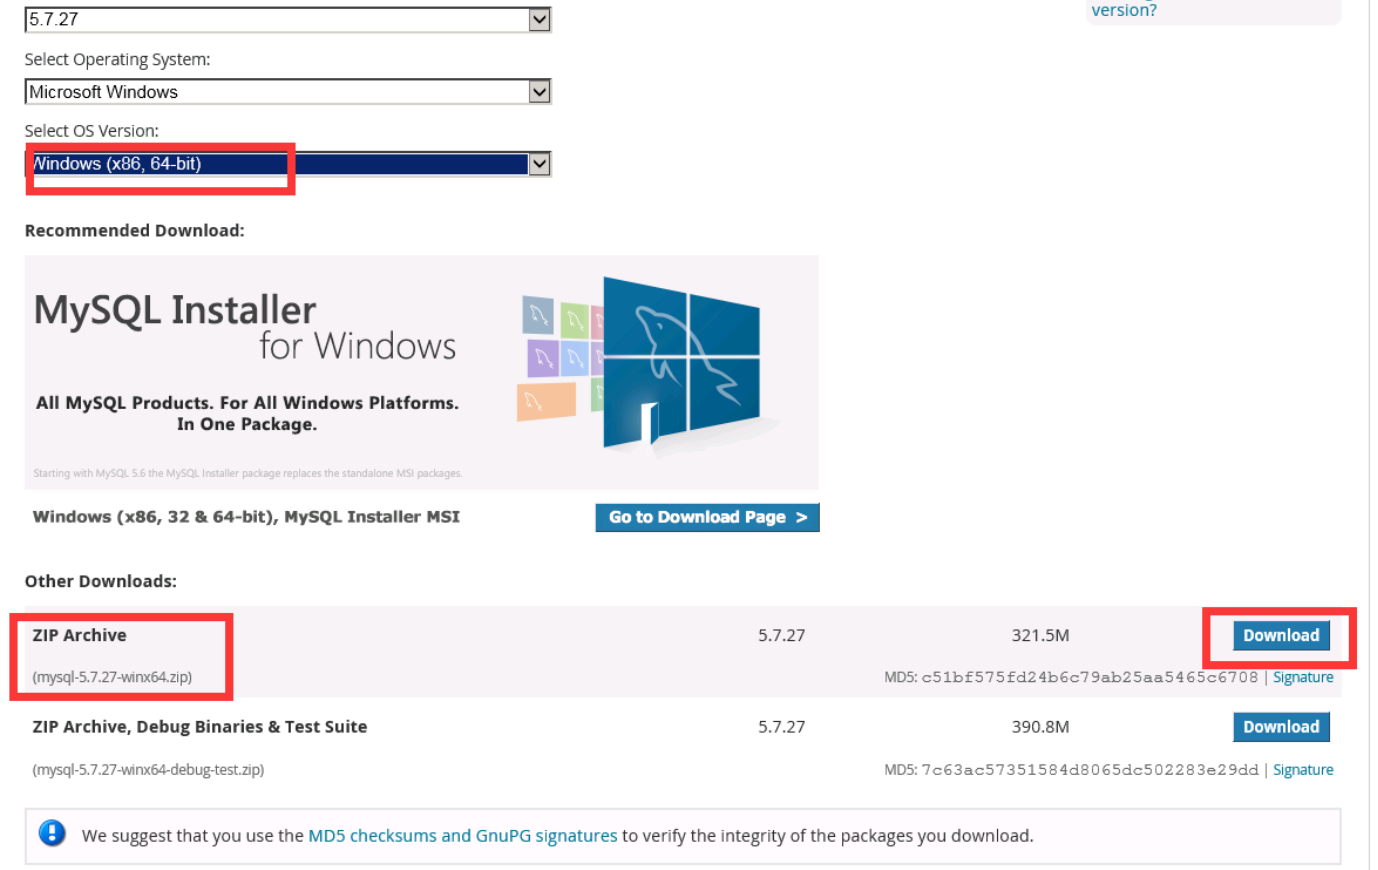 version?
5.7.27
Select Operating System:
Microsoft Windows
Select OS Version:
Windows (x86, 64-bit)
Recommended Download:
MySQL Installer
for Windows
All MySQL Products. For All Windows Platforms.
In One Package.
Starting with MySQL 5.6 the MySQL Installer package replaces the standalone MSI packages.
Windows (x86, 32 & 64-bit), MySQL Installer MSI
Go to Download Page >
Other Downloads:
ZIP Archive 5.7.27 321.5M Download
(mysql-5.7.27-winx64.zip) MD5: c51bf575fd24b6c79ab25aa5465c6708 | Signature
ZIP Archive, Debug Binaries & Test Suite 5.7.27 390.8M Download
(mysql-5.7.27-winx64-debug-test.zip) MD5: 7c63ac57351584d8065dc502283e29dd | Signature
We suggest that you use the MD5 checksums and GnuPG signatures to verify the integrity of the packages you download.